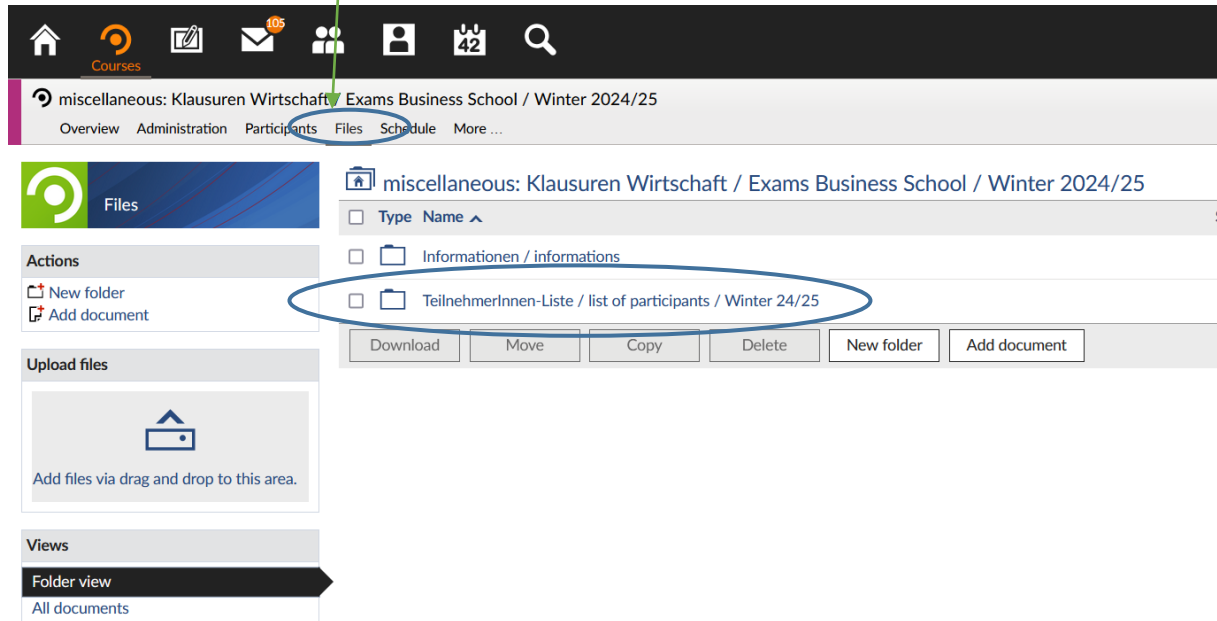 105
42
Courses
miscellaneous: Klausuren Wirtschaft / Exams Business School / Winter 2024/25
Overview Administration Participants Files Schedule More ...
Files
Actions
New folder
Add document
Upload files
Add files via drag and drop to this area.
Views
Folder view
All documents
miscellaneous: Klausuren Wirtschaft / Exams Business School / Winter 2024/25
Type Name
Informationen / informations
TeilnehmerInnen-Liste / list of participants / Winter 24/25
Download Move Copy Delete New folder Add document